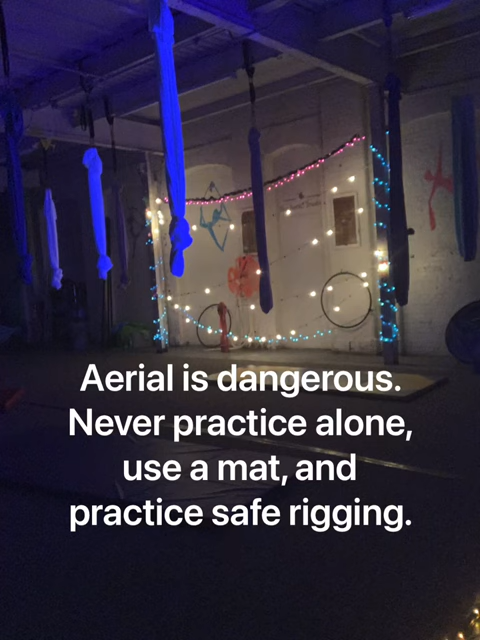 Aerial is dangerous.
Never practice alone,
use a mat, and
practice safe rigging.